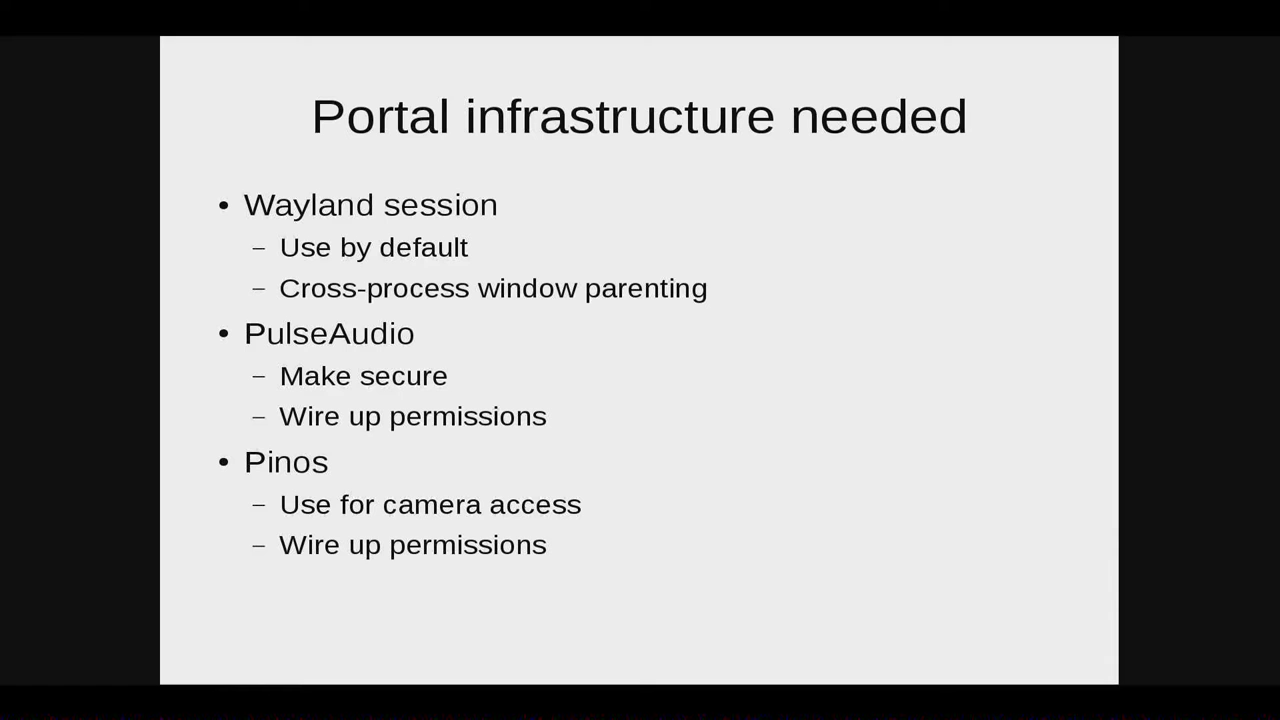 Portal infrastructure needed
• Wayland session
– Use by default
– Cross-process window parenting
• PulseAudio
– Make secure
– Wire up permissions
• Pinos
– Use for camera access
– Wire up permissions